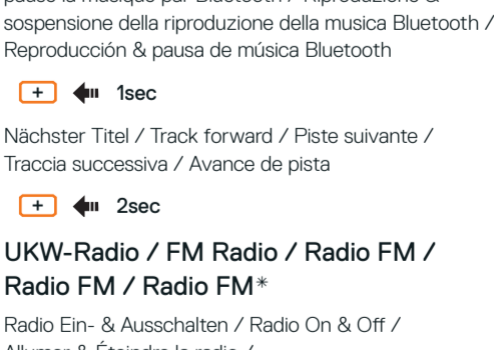 sospensione della riproduzione della musica Bluetooth /
Reproducción & pausa de música Bluetooth
+ 1sec
Nächster Titel / Track forward / Piste suivante /
Traccia successiva / Avance de pista
+ 2sec
UKW-Radio / FM Radio / Radio FM /
Radio FM / Radio FM*
Radio Ein- & Ausschalten / Radio On & Off /